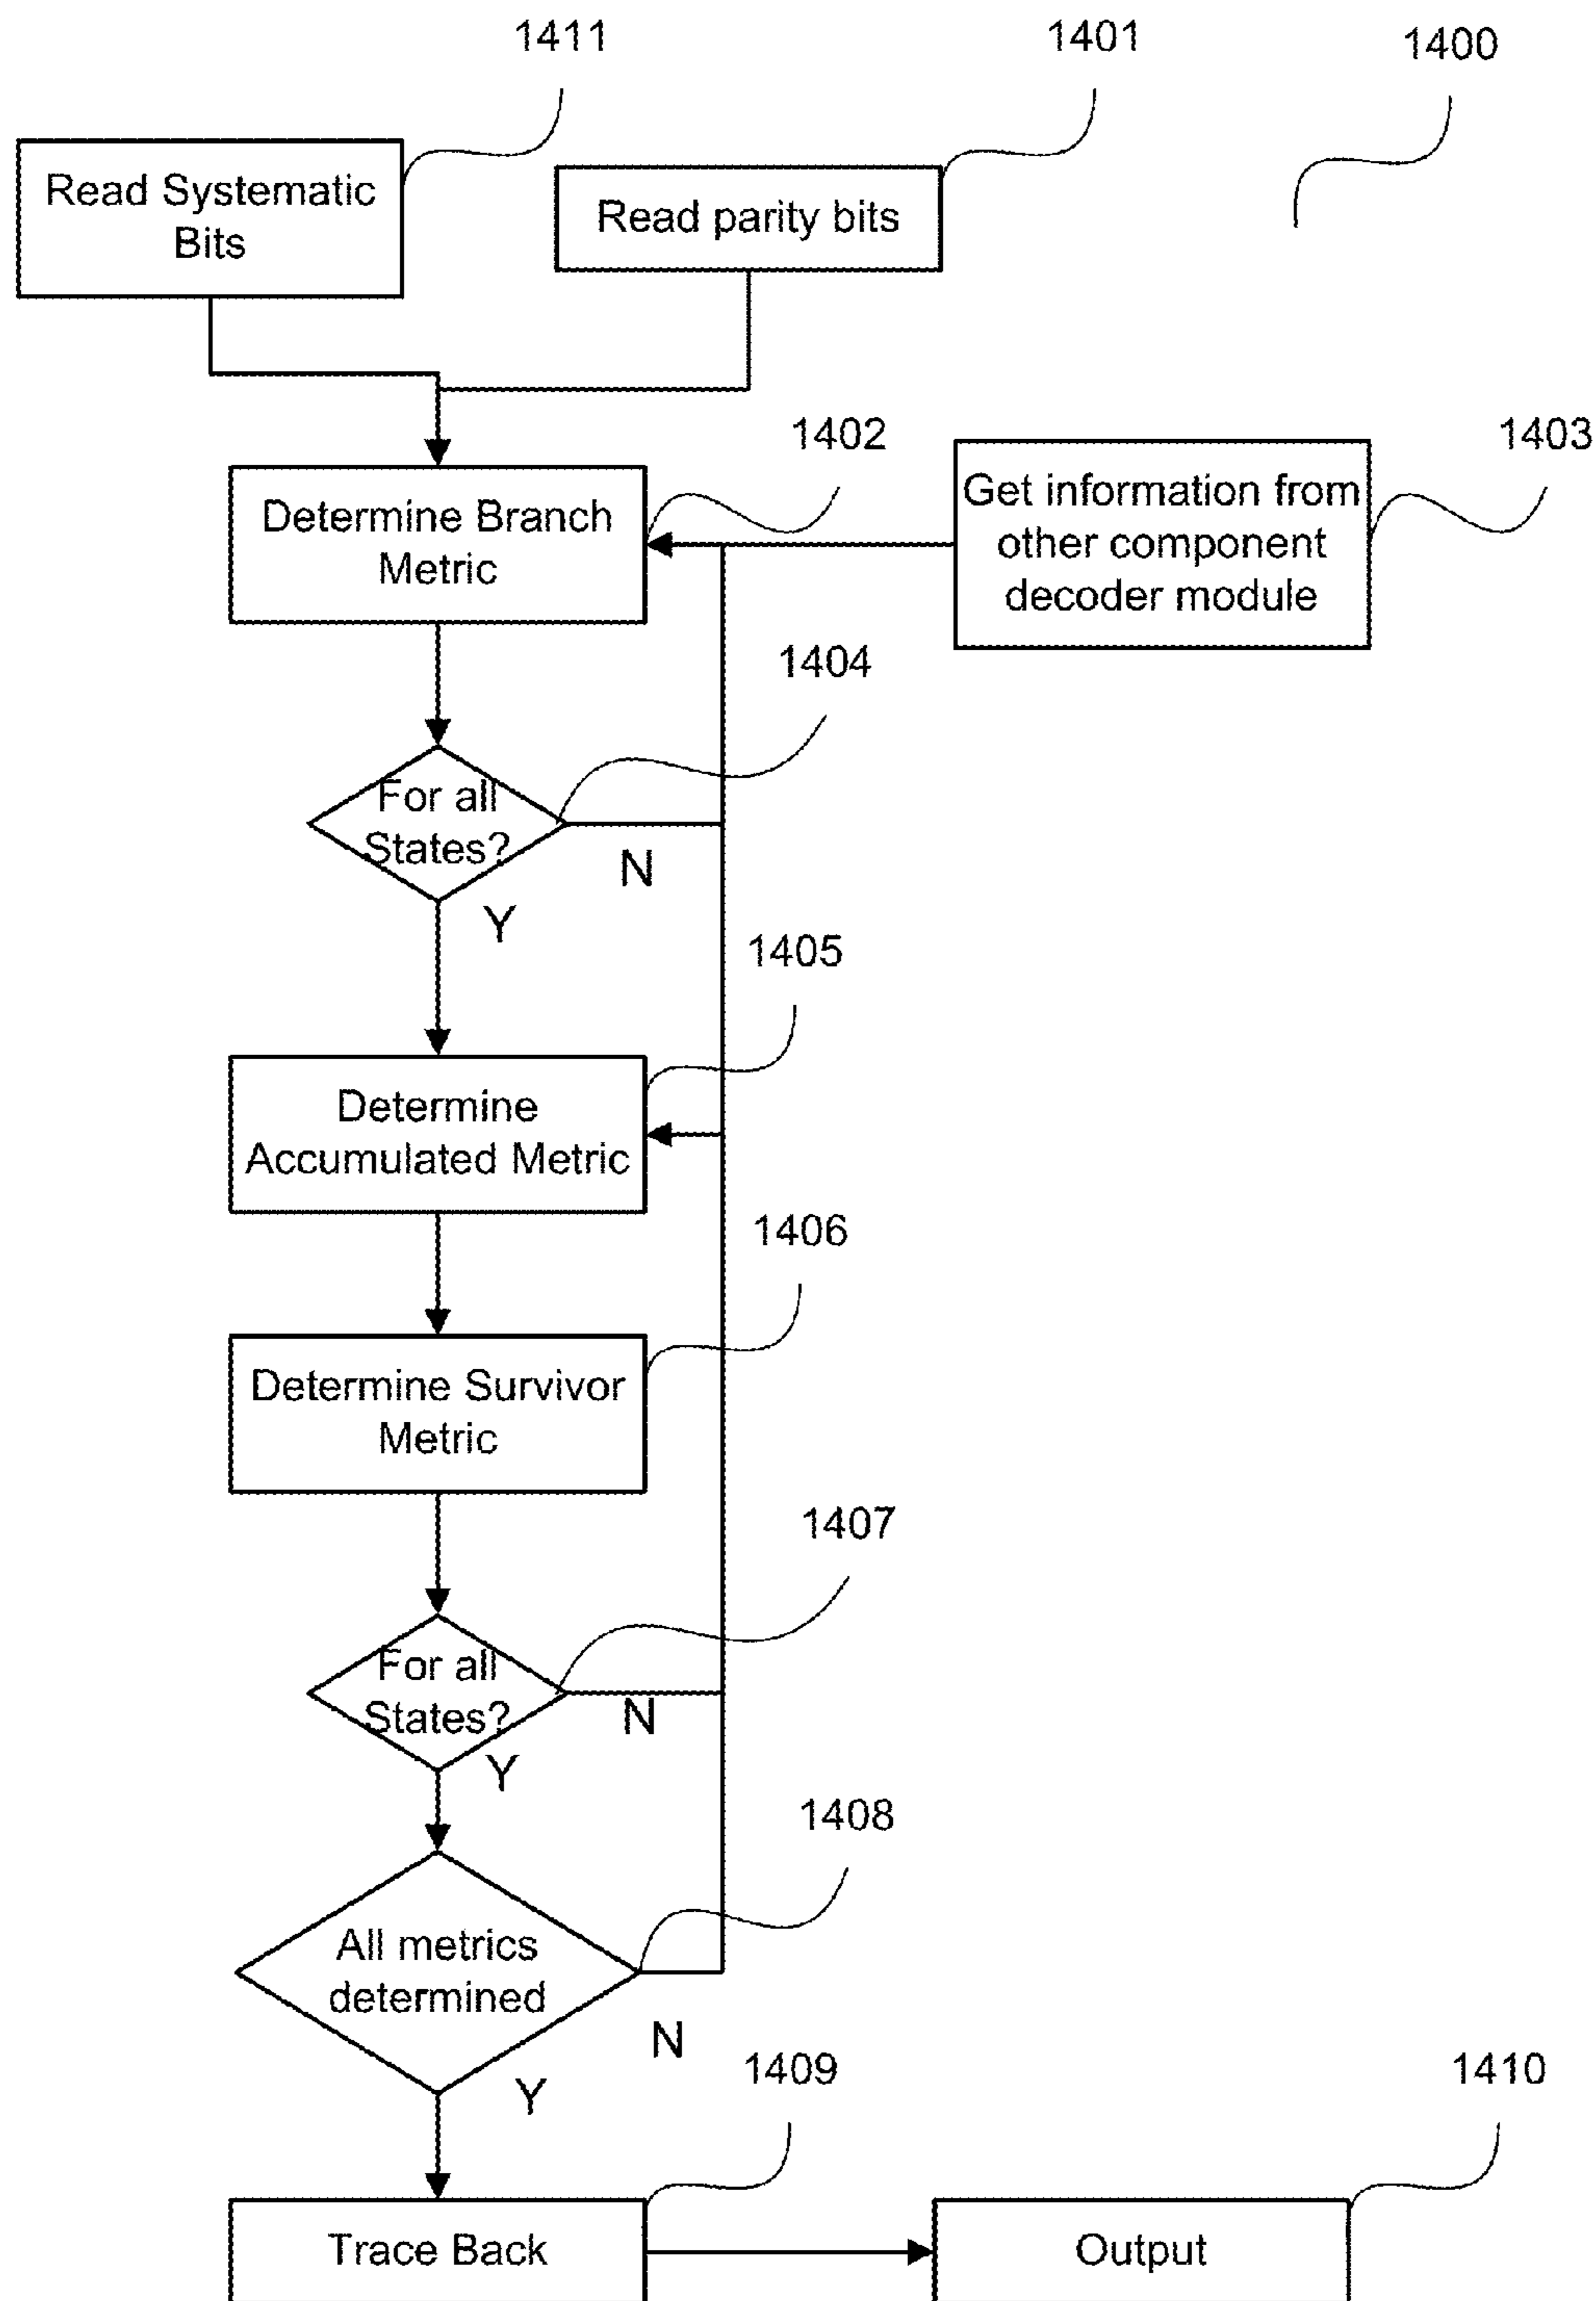 1411
1401
1400
Read Systematic
Bits
Read parity bits
1402
1403
Determine Branch
Metric
Get information from
other component
decoder module
1404
For all
States?
N
Y
1405
Determine
Accumulated Metric
1406
Determine Survivor
Metric
1407
For all
States?
N
Y
1408
All metrics
determined
N
Y
1409
1410
Trace Back
Output